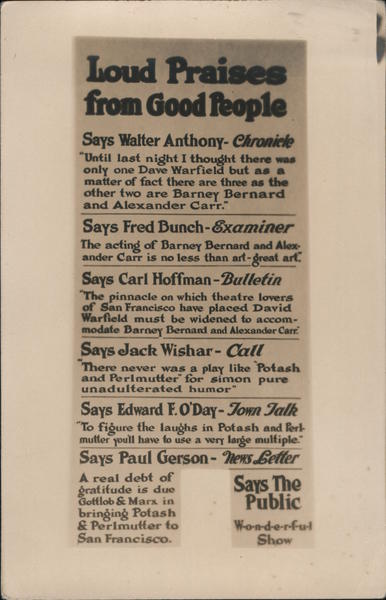 Loud Praises
from Good People
Says Walter Anthony - Chronicle
"Until last night I thought there was
only one Dave Warfield but as a
matter of fact there are three as the
other two are Barney Bernard
and Alexander Carr."
Says Fred Bunch - Examiner
The acting of Barney Bernard and Alex-
ander Carr is no less than art-great art."
Says Carl Hoffman - Bulletin
"The pinnacle on which theatre lovers
of San Francisco have placed David
Warfield must be widened to accom-
modate Barney Bernard and Alexander Carr."
Says Jack Wishar - Call
"There never was a play like "Potash
and Perlmutter" for simon pure
unadulterated humor"
Says Edward F. O'Day - Town Talk
"To figure the laughs in Potash and Perl-
mutter you'll have to use a very large multiple."
Says Paul Gerson - News Letter
A real debt of
gratitude is due
Gottlob & Marx in
bringing Potash
& Perlmutter to
San Francisco.
Says The
Public
W-o-n-d-e-r-f-u-l
Show